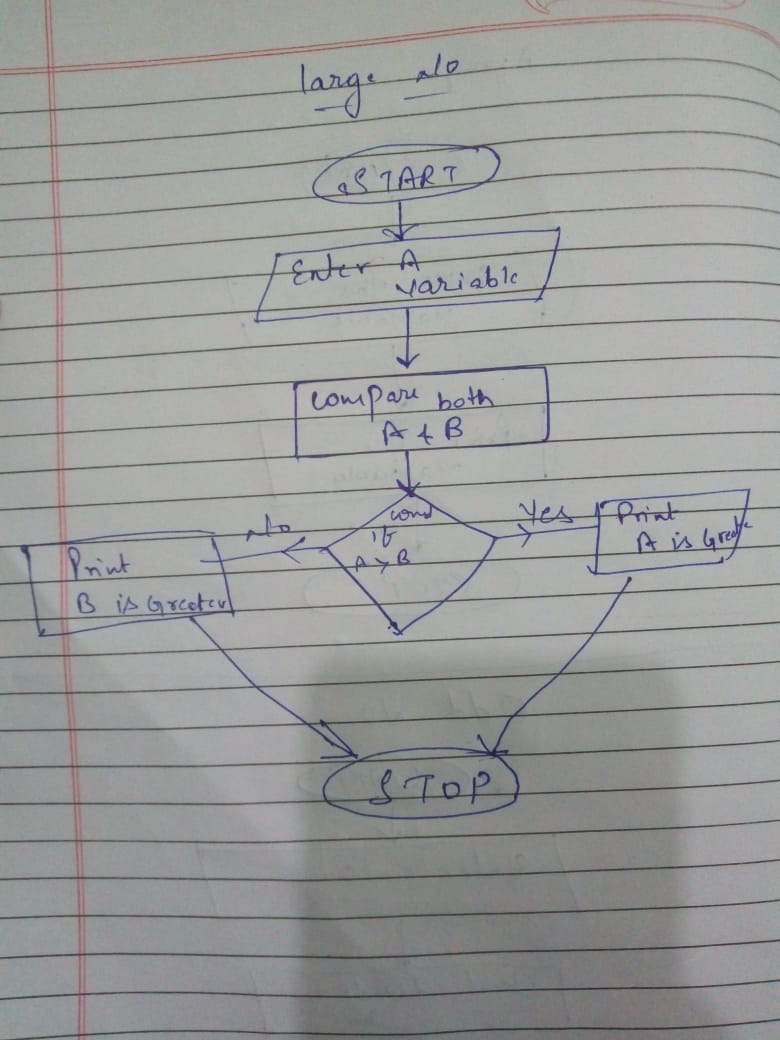 large No
START
Enter A
variable
compare both
A & B
cond
if
A > B
No
Yes
Print
B is Greater
Print
A is Greate
STOP